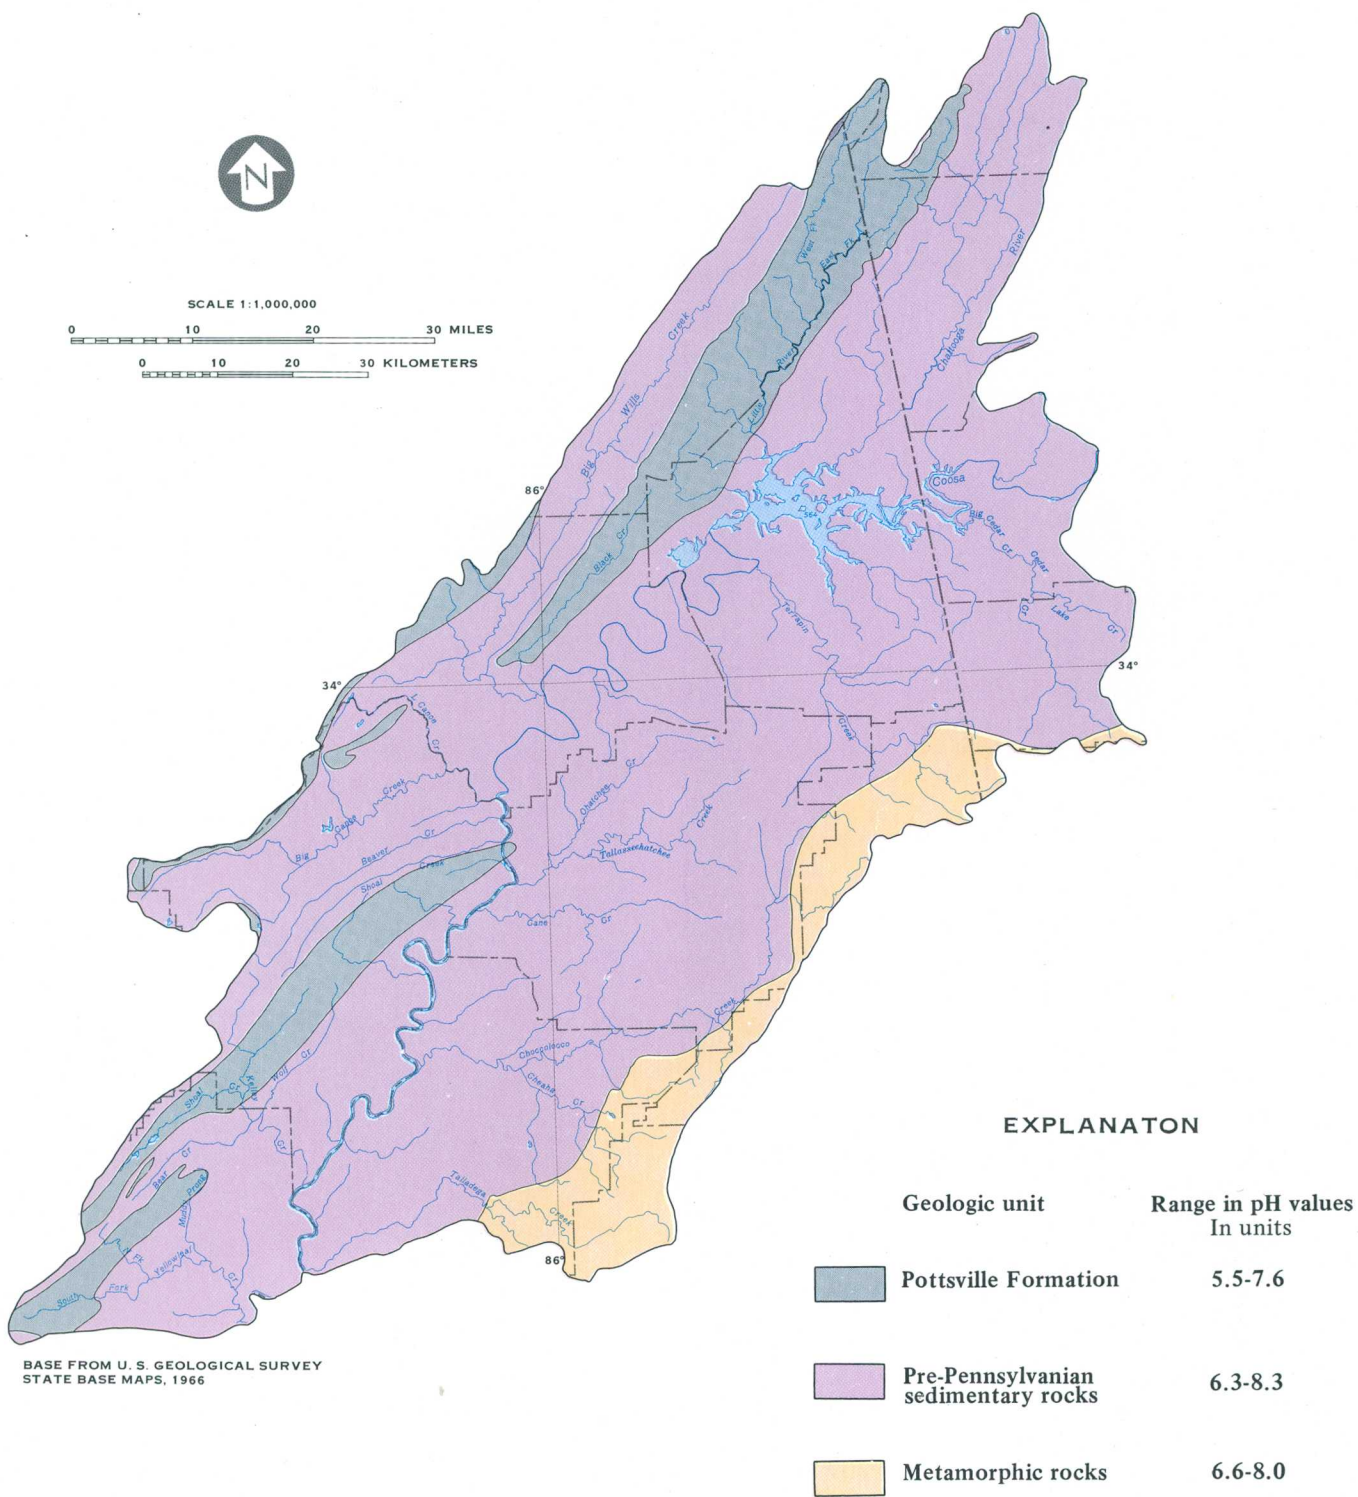 N
SCALE 1:1,000,000
0 10 20 30 MILES
0 10 20 30 KILOMETERS
River
West Fk
East Fk
Creek
Chattooga
River
Wills
Little
Big
86°
Coosa
564
Big Cedar
Cr
Cedar
Black Cr
Terrapin
Cr
Lake
Cr
34°
34°
Canoe
Cr
Creek
Creek
Ohatchee Cr
Creek
Big Canoe
Beaver Cr
Tallasseehatchee
Shoal Creek
Cane Cr
Creek
Choccolocco
Wolf Cr
Cheaha Cr
Shoal Cr
Kelly
Cr
Bear Cr
Talladega
Creek
Muddy Prong
N Fk
Yellowleaf
Cr
South Fork
86°
BASE FROM U. S. GEOLOGICAL SURVEY
STATE BASE MAPS, 1966
EXPLANATON
Geologic unit Range in pH values
In units
Pottsville Formation 5.5-7.6
Pre-Pennsylvanian
sedimentary rocks 6.3-8.3
Metamorphic rocks 6.6-8.0